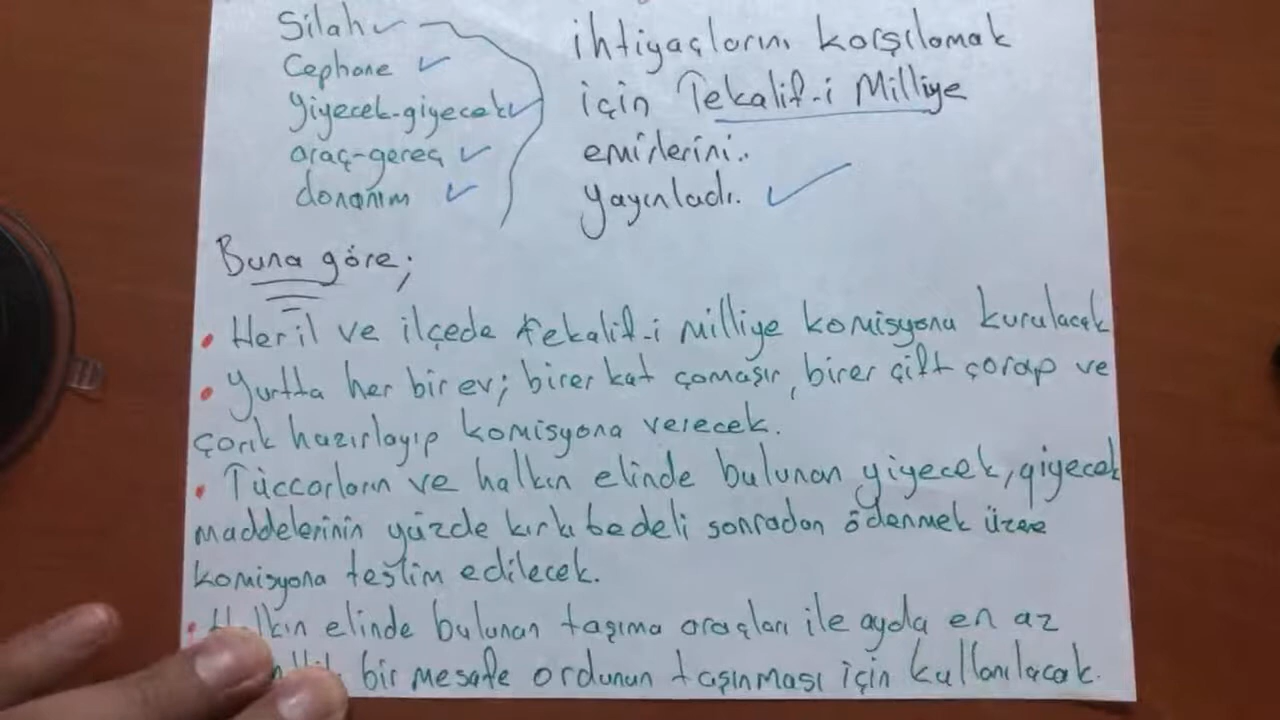 Silah
Cephane
yiyecek-giyecek
araç-gereç
donanım
ihtiyaçlarını karşılamak
için Tekalif-i Milliye
emirlerini..
yayınladı.
Buna göre;
• Her il ve ilçede tekalif-i milliye komisyonu kurulacak
• Yurtta her bir ev; birer kat çamaşır, birer çift çorap ve
çarık hazırlayıp komisyona verecek.
• Tüccarların ve halkın elinde bulunan yiyecek, giyecek
maddelerinin yüzde kırkı bedeli sonradan ödenmek üzere
komisyona teslim edilecek.
• Halkın elinde bulunan taşıma araçları ile ayda en az
bir mesafe ordunun taşınması için kullanılacak.